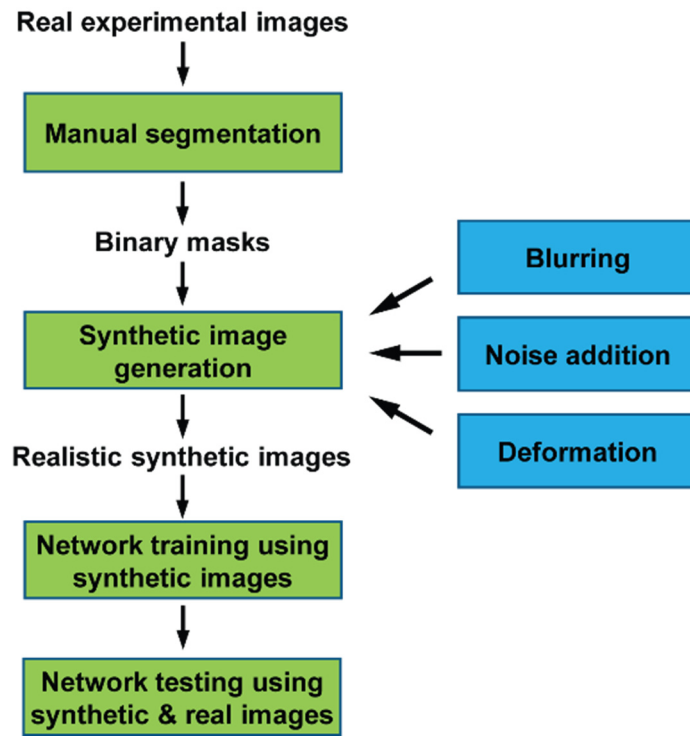 Real experimental images
Manual segmentation
Binary masks
Synthetic image
generation
Realistic synthetic images
Network training using
synthetic images
Network testing using
synthetic & real images
Blurring
Noise addition
Deformation